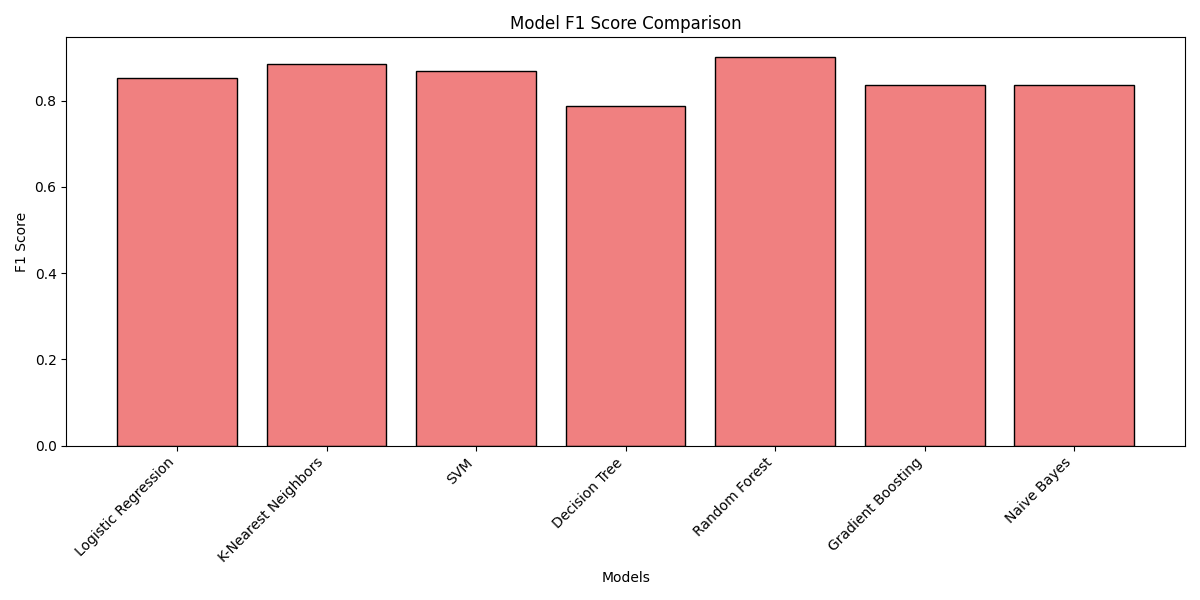 Model F1 Score Comparison
F1 Score
0.8
0.6
0.4
0.2
0.0
Logistic Regression
K-Nearest Neighbors
SVM
Decision Tree
Random Forest
Gradient Boosting
Naive Bayes
Models